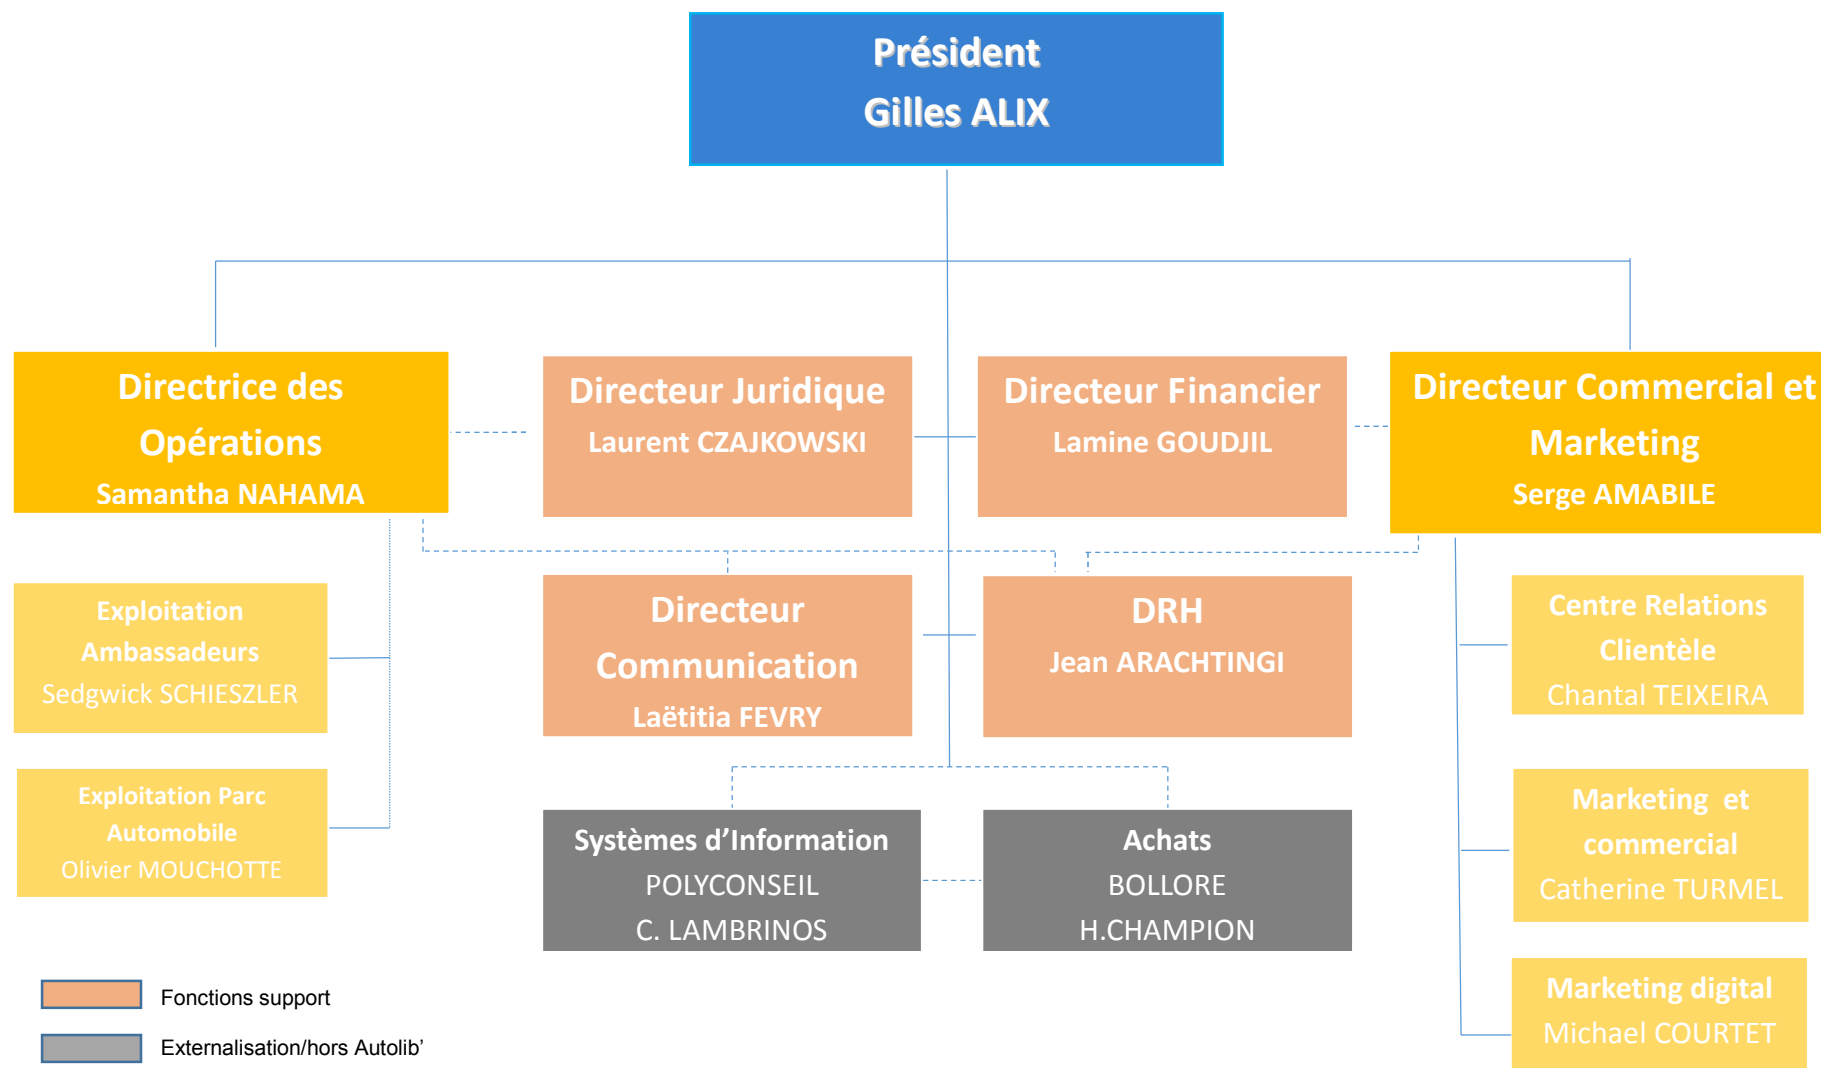 Président
Gilles ALIX
Directrice des
Opérations
Samantha NAHAMA
Directeur Juridique
Laurent CZAJKOWSKI
Directeur Financier
Lamine GOUDJIL
Directeur Commercial et
Marketing
Serge AMABILE
Exploitation
Ambassadeurs
Sedgwick SCHIESZLER
Directeur
Communication
Laëtitia FEVRY
DRH
Jean ARACHTINGI
Centre Relations
Clientèle
Chantal TEIXEIRA
Exploitation Parc
Automobile
Olivier MOUCHOTTE
Systèmes d’Information
POLYCONSEIL
C. LAMBRINOS
Achats
BOLLORE
H.CHAMPION
Marketing et
commercial
Catherine TURMEL
Marketing digital
Michael COURTET
Fonctions support
Externalisation/hors Autolib’